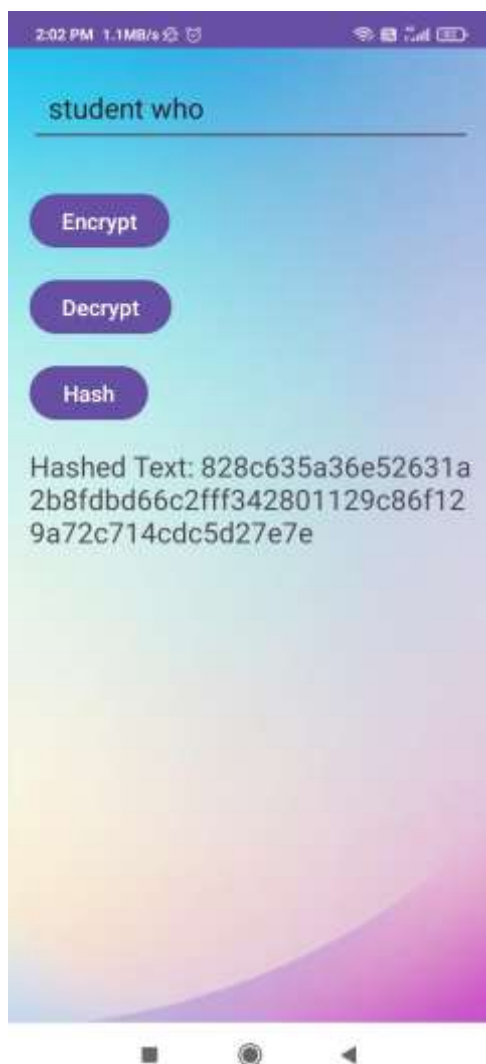 2:02 PM 1.1MB/s
student who
Encrypt
Decrypt
Hash
Hashed Text: 828c635a36e52631a
2b8fdbd66c2fff342801129c86f12
9a72c714cdc5d27e7e